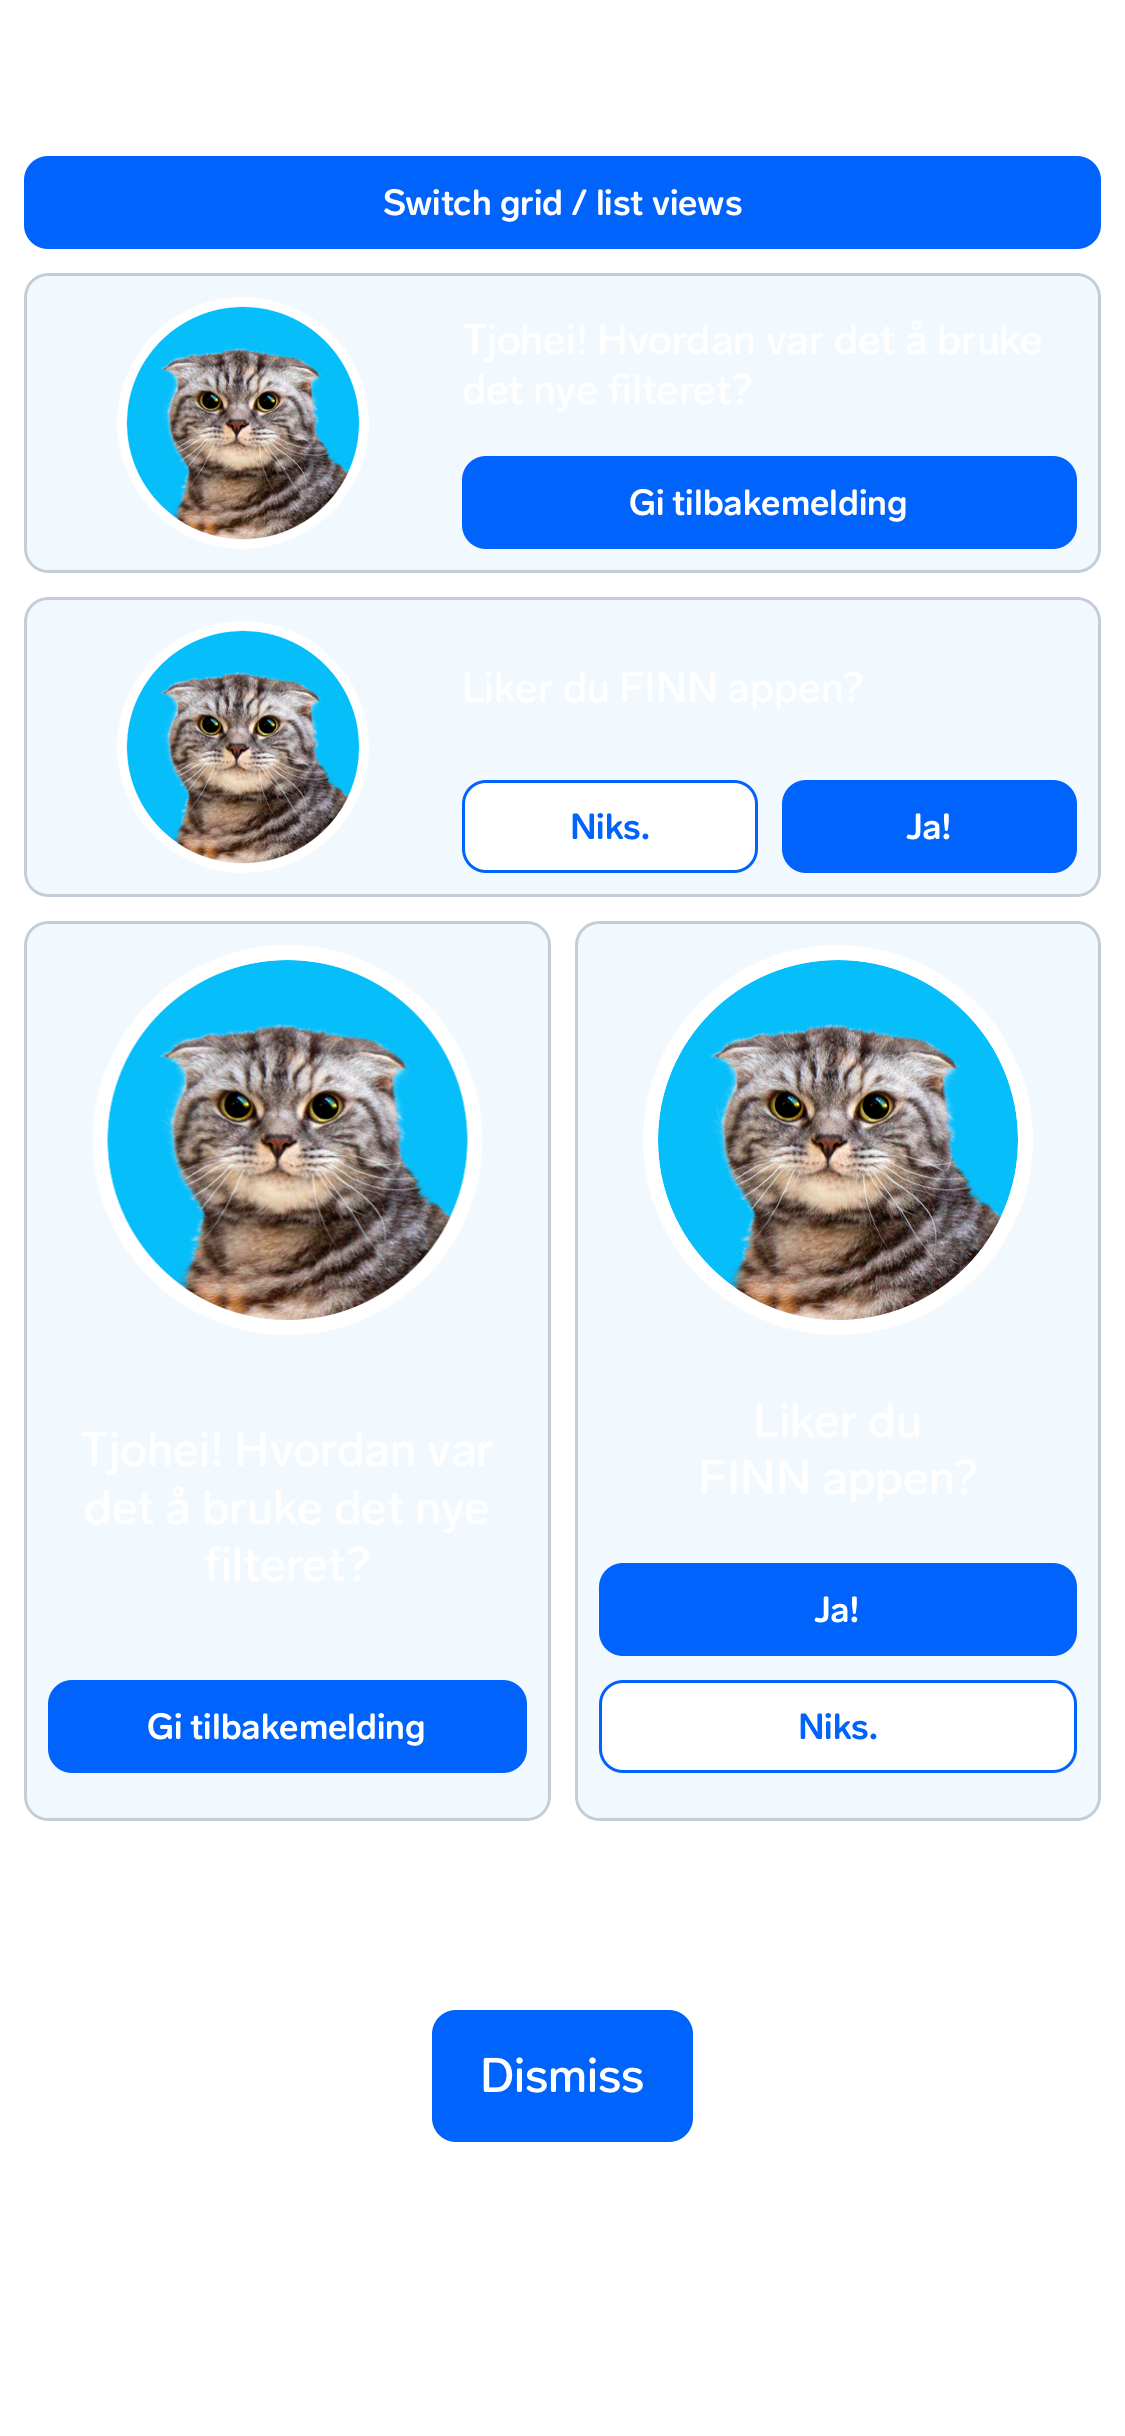 Switch grid / list views
Tjohei! Hvordan var det å bruke
det nye filteret?
Gi tilbakemelding
Liker du FINN appen?
Niks.
Ja!
Tjohei! Hvordan var
det å bruke det nye
filteret?
Gi tilbakemelding
Liker du
FINN appen?
Ja!
Niks.
Dismiss